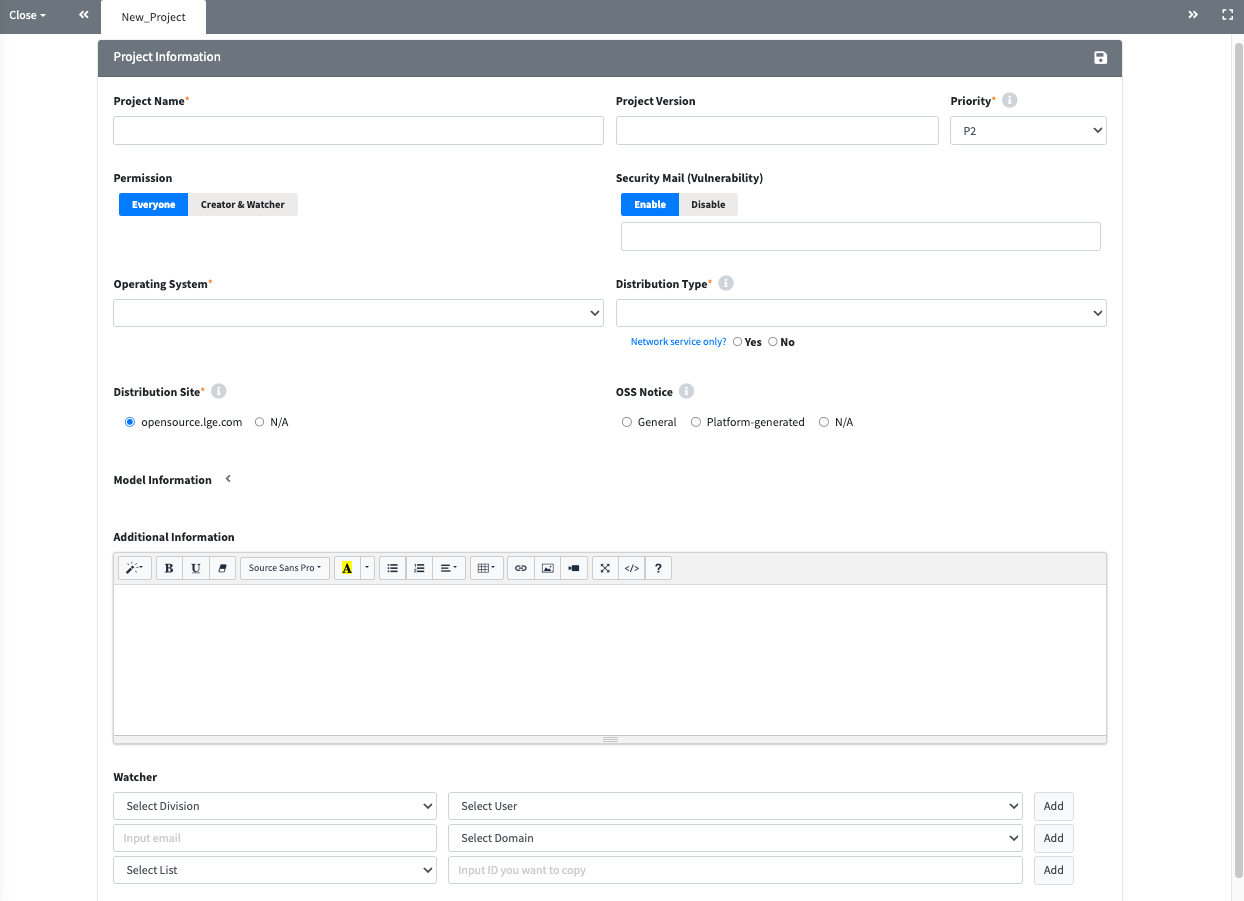 Close
New_Project
Project Information
Project Name*
Project Version
Priority*
P2
Permission
Security Mail (Vulnerability)
Everyone Creator & Watcher
Enable Disable
Operating System*
Distribution Type*
Network service only? Yes No
Distribution Site*
OSS Notice
opensource.lge.com N/A
General Platform-generated N/A
Model Information
Additional Information
B U Source Sans Pro A </> ?
Watcher
Select Division Select User Add
Input email Select Domain Add
Select List Input ID you want to copy Add